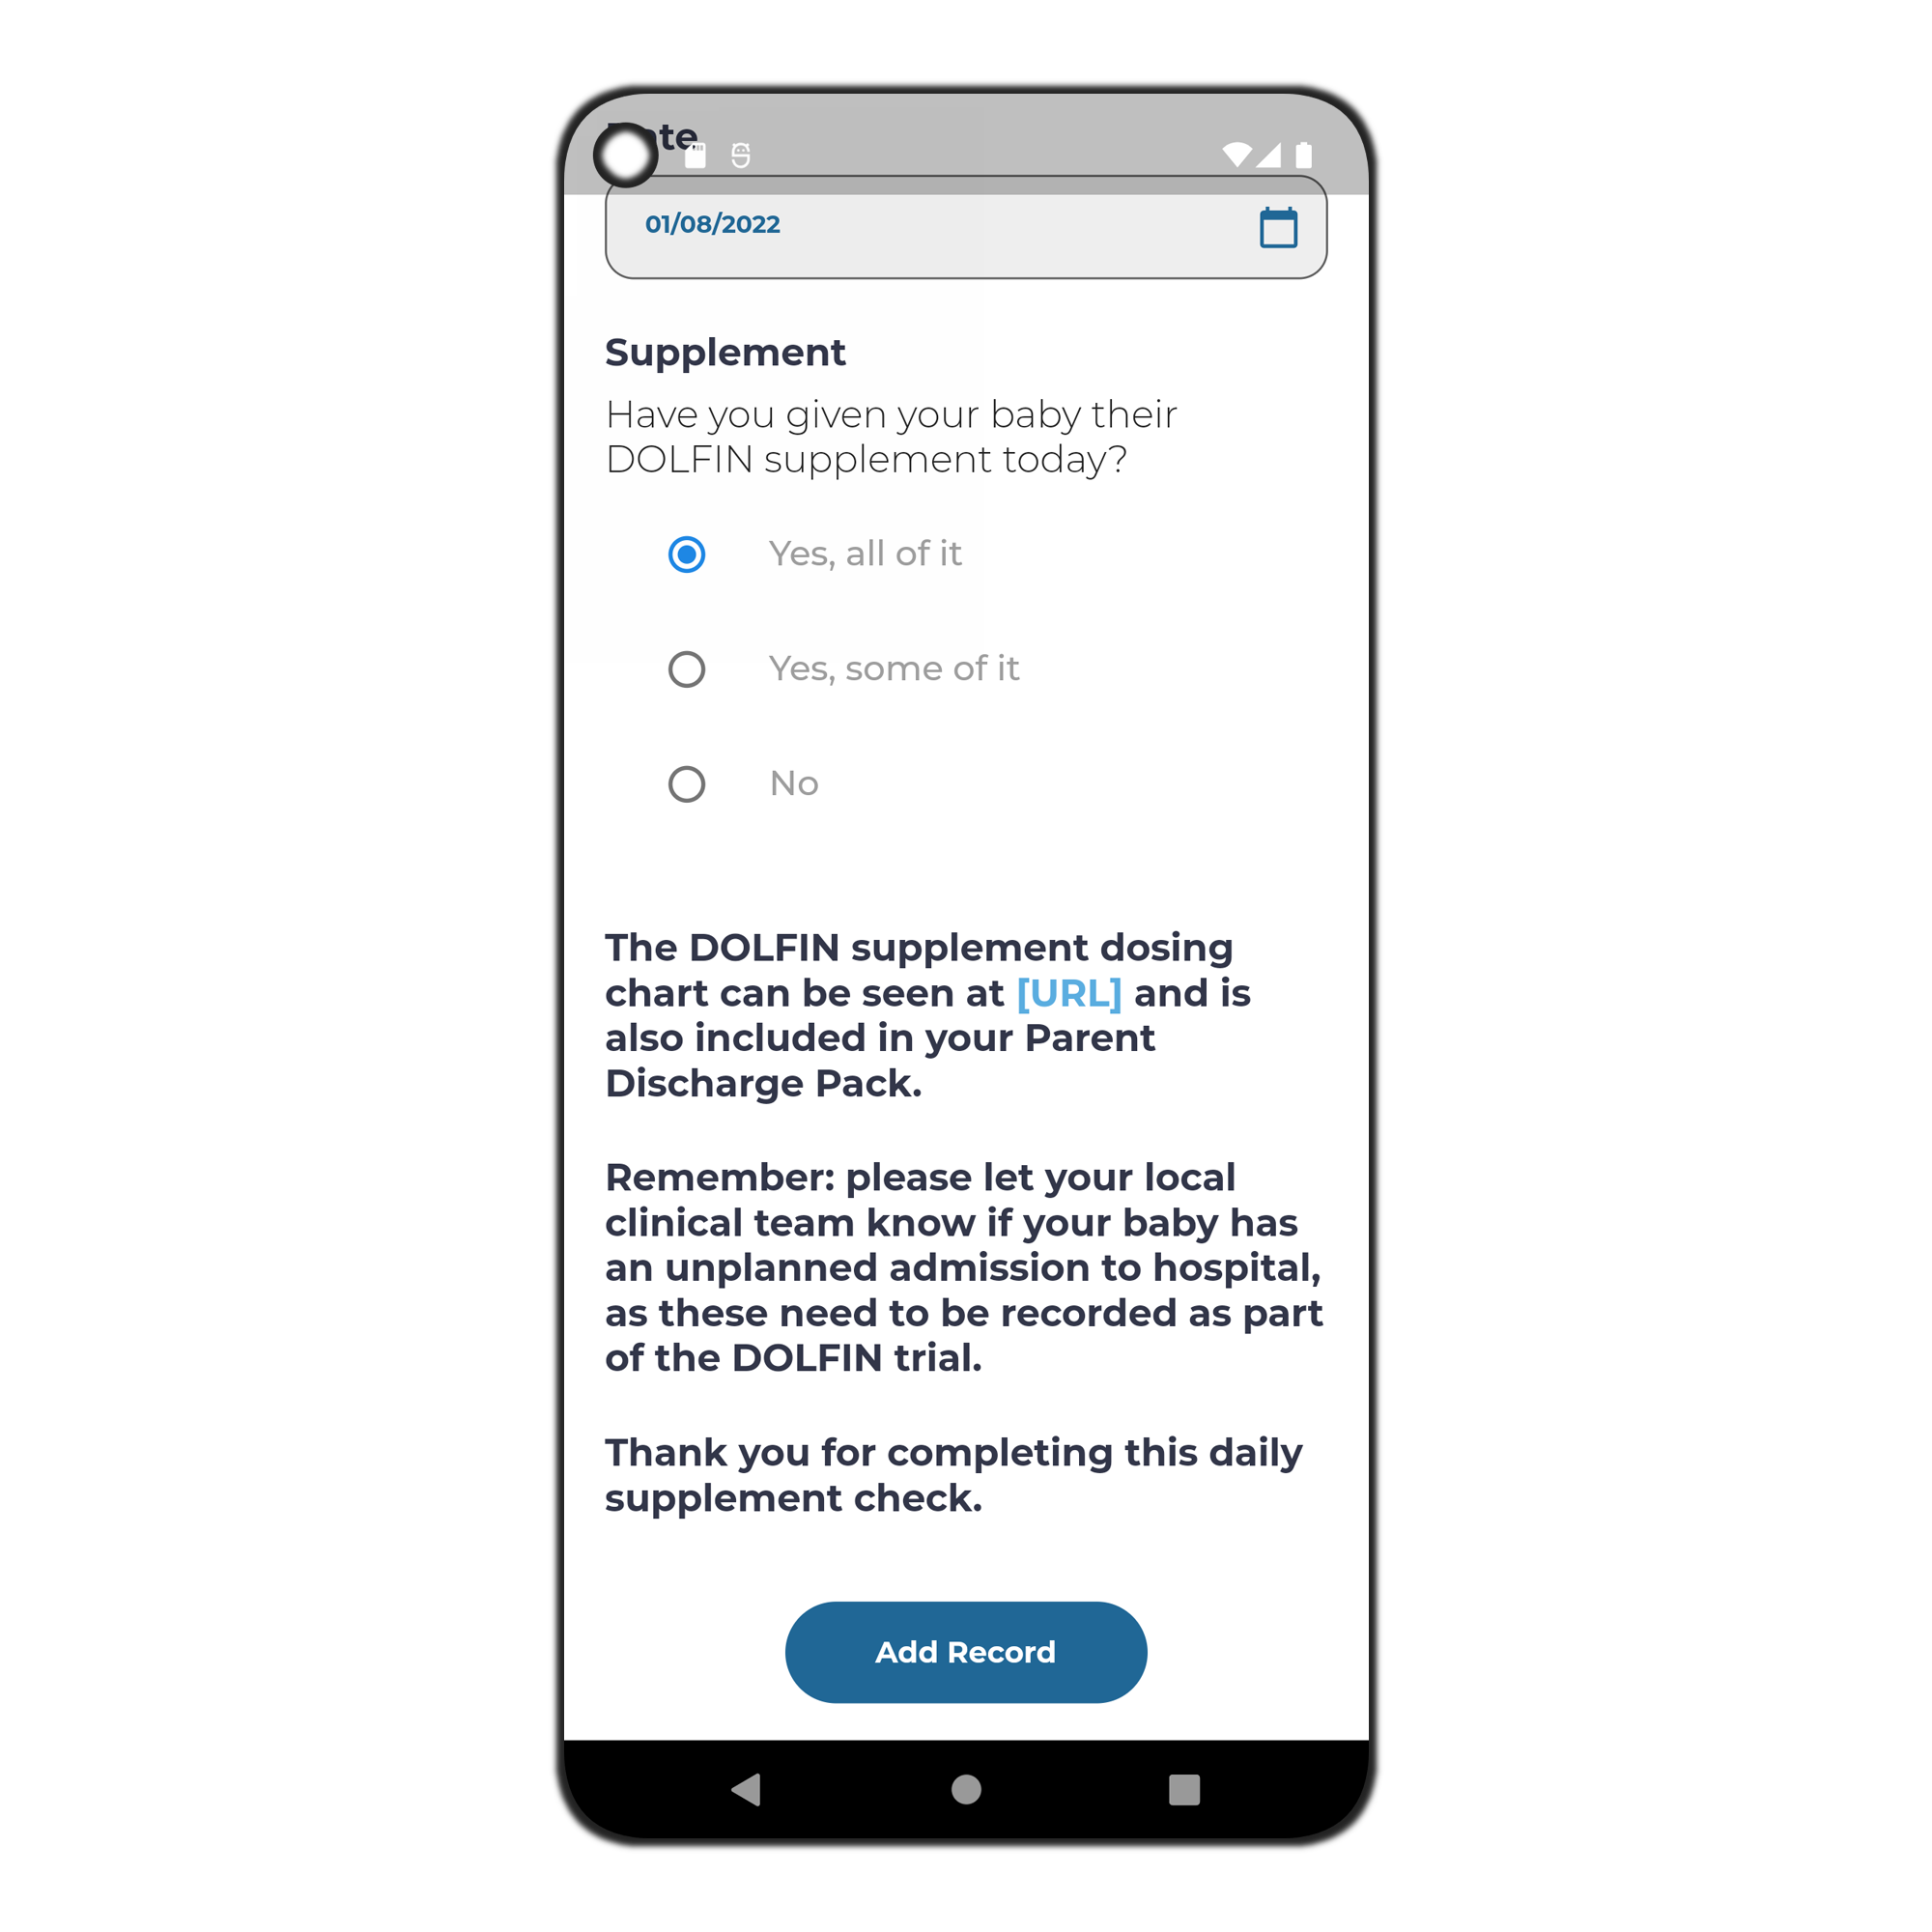 01/08/2022
Supplement
Have you given your baby their
DOLFIN supplement today?
Yes, all of it
Yes, some of it
No
The DOLFIN supplement dosing
chart can be seen at [URL] and is
also included in your Parent
Discharge Pack.
Remember: please let your local
clinical team know if your baby has
an unplanned admission to hospital,
as these need to be recorded as part
of the DOLFIN trial.
Thank you for completing this daily
supplement check.
Add Record